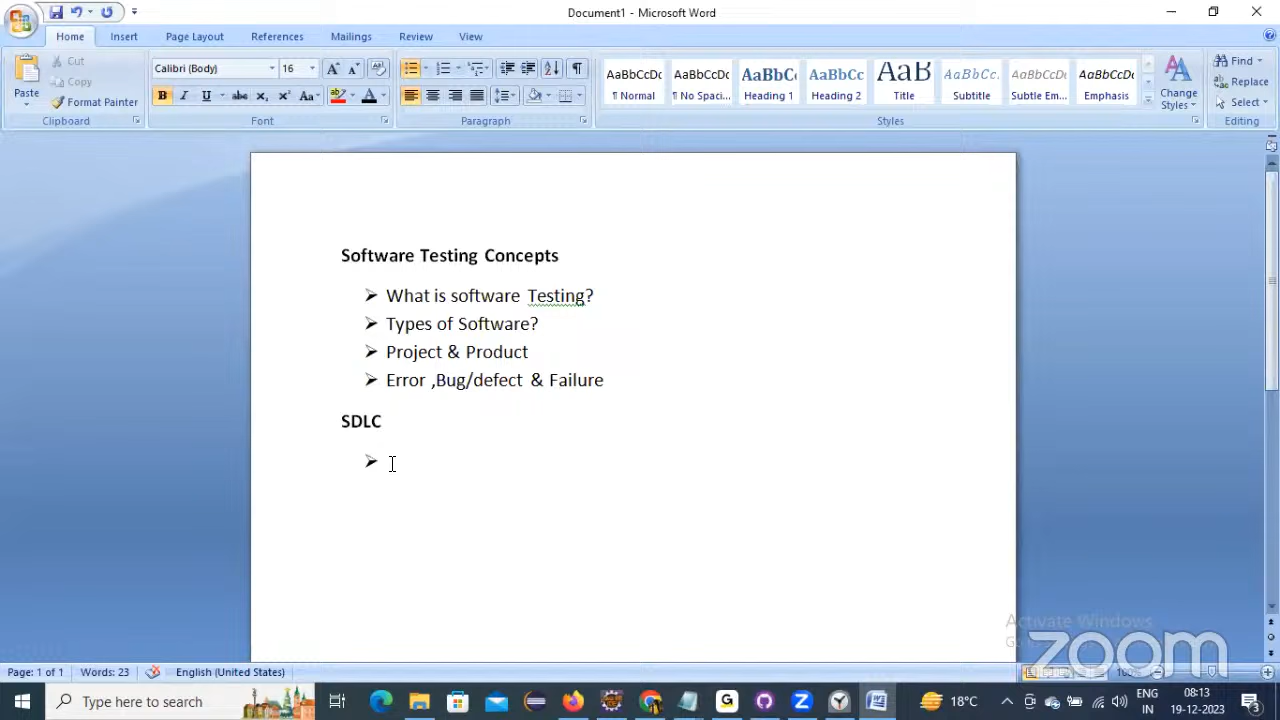 Document1 - Microsoft Word
Home Insert Page Layout References Mailings Review View
Paste
Cut
Copy
Format Painter
Clipboard
Calibri (Body) 16
Font
Paragraph
AaBbCcDc AaBbCcDc AaBbC AaBbCc AaB AaBbCc. AaBbCcDc AaBbCcDc
¶ Normal ¶ No Spaci... Heading 1 Heading 2 Title Subtitle Subtle Em... Emphasis
Change Styles
Styles
Find
Replace
Select
Editing
Software Testing Concepts
➢ What is software Testing?
➢ Types of Software?
➢ Project & Product
➢ Error ,Bug/defect & Failure
SDLC
➢
Activate Windows
zoom
Page: 1 of 1 Words: 23 English (United States)
Type here to search
18°C
ENG
IN
08:13
19-12-2023